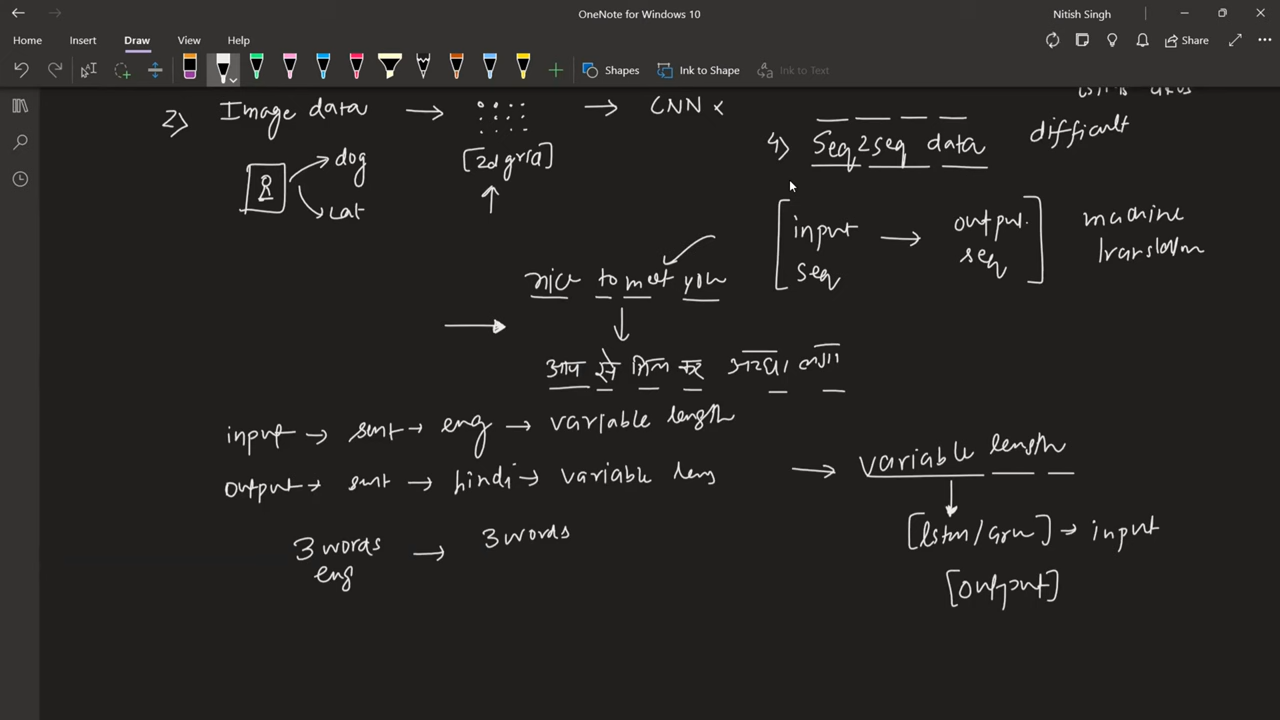 OneNote for Windows 10
Nitish Singh
Home Insert Draw View Help
Share
Shapes Ink to Shape Ink to Text
2) Image data → → CNN x
[2d grid]
dog
cat
difficult
4) Seq2seq data
input seq → output seq
machine translation
nice to meet you
आप से मिल कर अच्छा लगा
input → sent → eng → variable length
output → sent → hindi → variable leng
3 words eng → 3 words
→ variable length
[lstm/GRU] → input
[output]